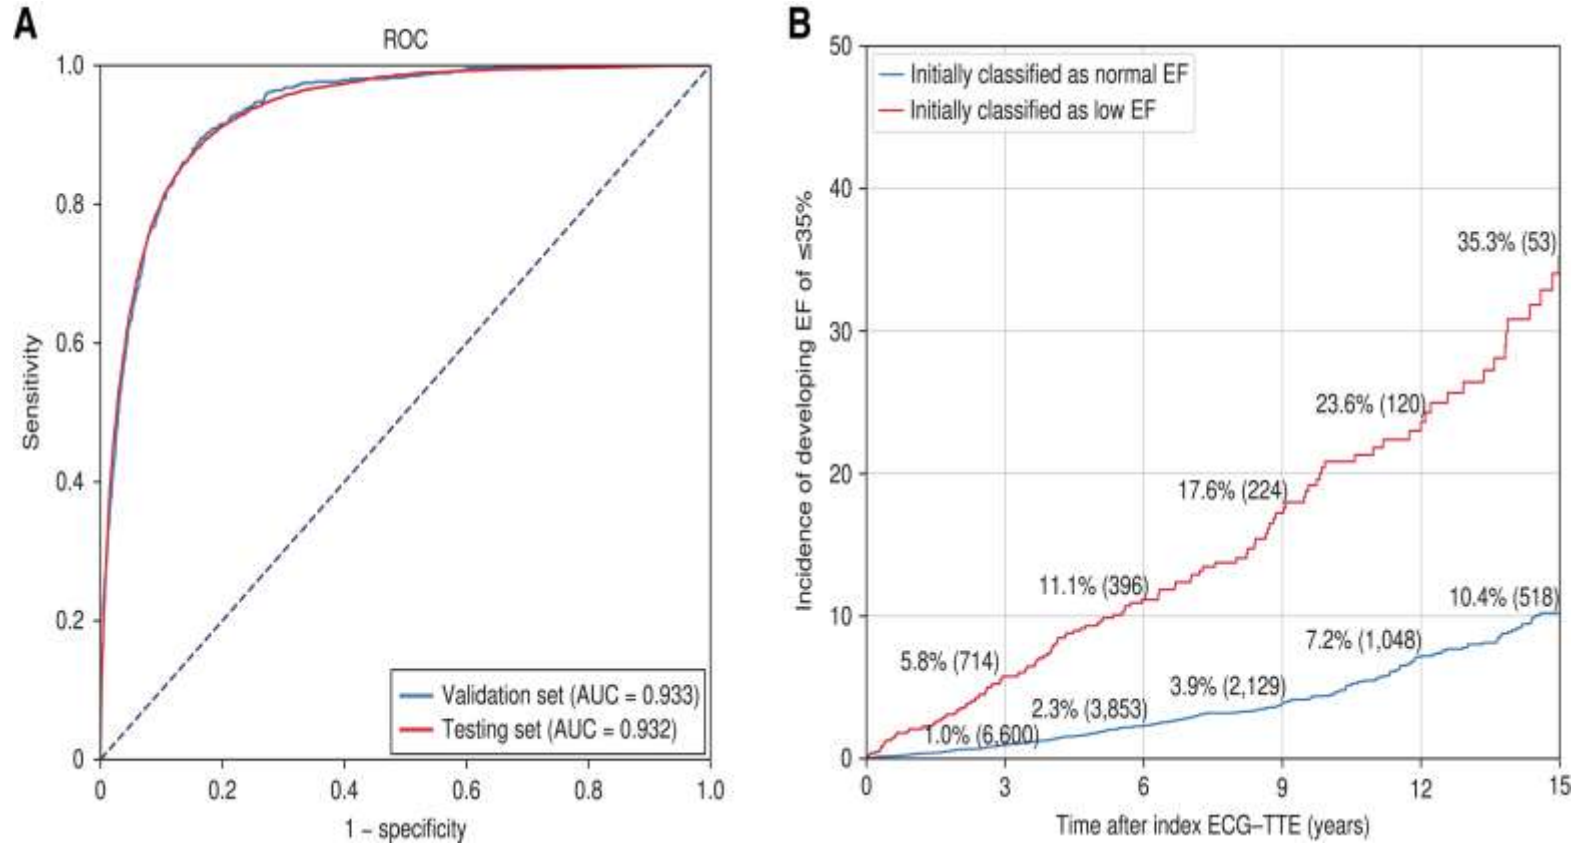 A
ROC
1.0
0.8
0.6
0.4
0.2
0
Sensitivity
Validation set (AUC = 0.933)
Testing set (AUC = 0.932)
0 0.2 0.4 0.6 0.8 1.0
1 – specificity
B
50
40
30
20
10
0
Incidence of developing EF of ≤35%
Initially classified as normal EF
Initially classified as low EF
35.3% (53)
23.6% (120)
17.6% (224)
11.1% (396)
5.8% (714)
10.4% (518)
7.2% (1,048)
3.9% (2,129)
2.3% (3,853)
1.0% (6,600)
0 3 6 9 12 15
Time after index ECG–TTE (years)